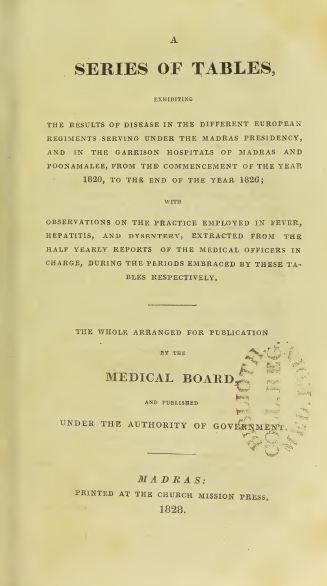 A
SERIES OF TABLES,
EXHIBITING
THE RESULTS OF DISEASE IN THE DIFFERENT EUROPEAN
REGIMENTS SERVING UNDER THE MADRAS PRESIDENCY,
AND IN THE GARRISON HOSPITALS OF MADRAS AND
POONAMALEE, FROM THE COMMENCEMENT OF THE YEAR
1820, TO THE END OF THE YEAR 1826;
WITH
OBSERVATIONS ON THE PRACTICE EMPLOYED IN FEVER,
HEPATITIS, AND DYSENTERY, EXTRACTED FROM THE
HALF YEARLY REPORTS OF THE MEDICAL OFFICERS IN
CHARGE, DURING THE PERIODS EMBRACED BY THESE TA-
BLES RESPECTIVELY.
THE WHOLE ARRANGED FOR PUBLICATION
BY THE
MEDICAL BOARD,
AND PUBLISHED
UNDER THE AUTHORITY OF GOVERNMENT.
BIBLIOTH
COLL. REG.
MED.
MADRAS:
PRINTED AT THE CHURCH MISSION PRESS,
1828.